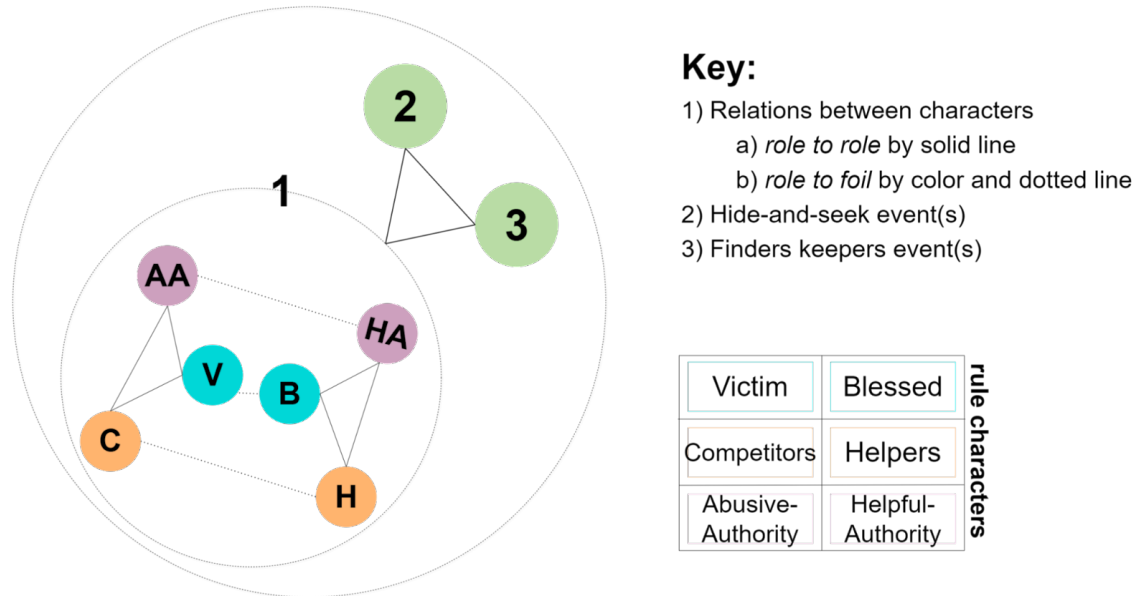 2
1
3
AA
HA
V
B
C
H
Key:
1) Relations between characters
a) role to role by solid line
b) role to foil by color and dotted line
2) Hide-and-seek event(s)
3) Finders keepers event(s)
Victim
Blessed
Competitors
Helpers
Abusive-
Authority
Helpful-
Authority
rule characters